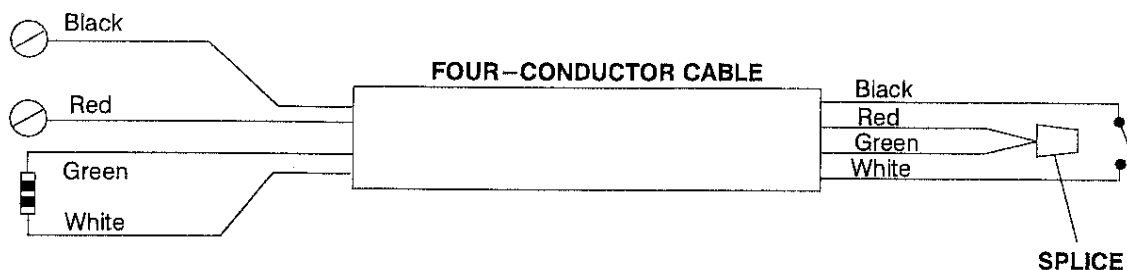 Black
FOUR-CONDUCTOR CABLE
Red
Green
White
Black
Red
Green
White
SPLICE